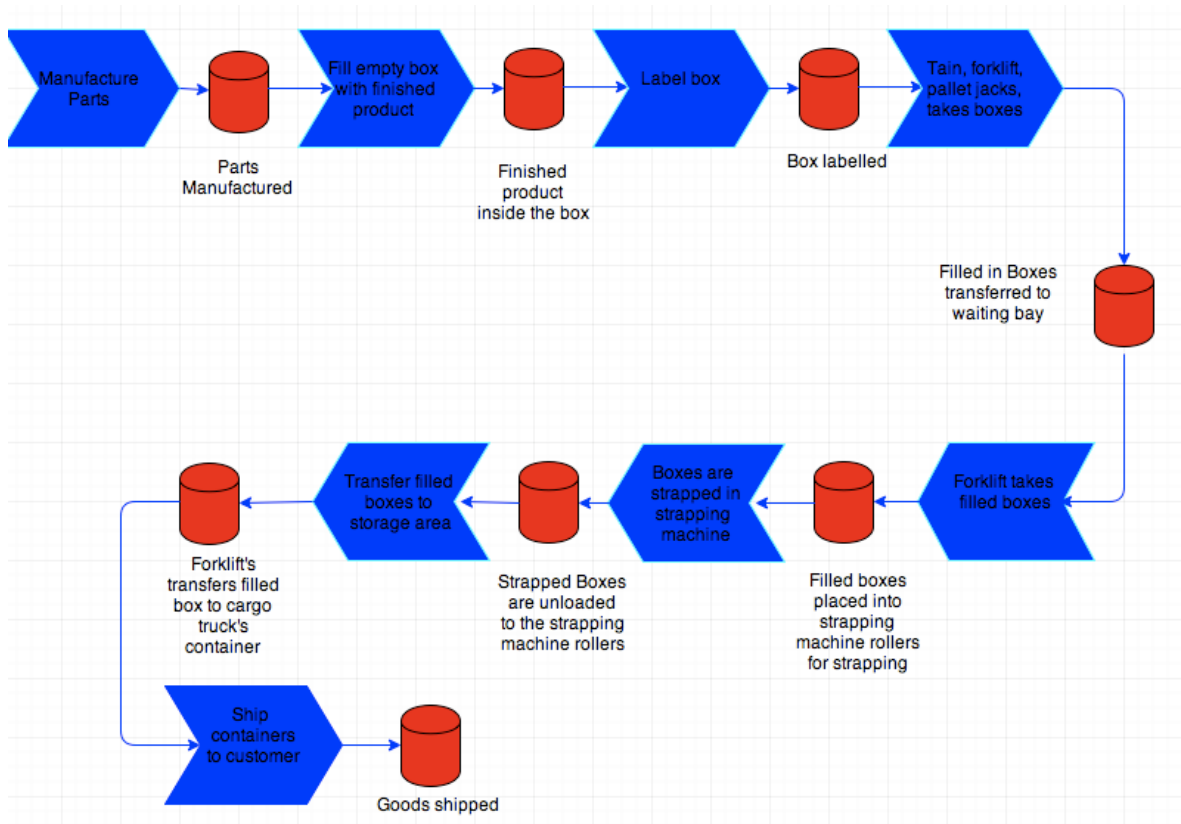 Manufacture
Parts
Parts
Manufactured
Fill empty box
with finished
product
Finished
product
inside the box
Label box
Box labelled
Tain, forklift,
pallet jacks,
takes boxes
Filled in Boxes
transferred to
waiting bay
Forklift takes
filled boxes
Filled boxes
placed into
strapping
machine rollers
for strapping
Boxes are
strapped in
strapping
machine
Strapped Boxes
are unloaded
to the strapping
machine rollers
Transfer filled
boxes to
storage area
Forklift's
transfers filled
box to cargo
truck's
container
Ship
containers
to customer
Goods shipped